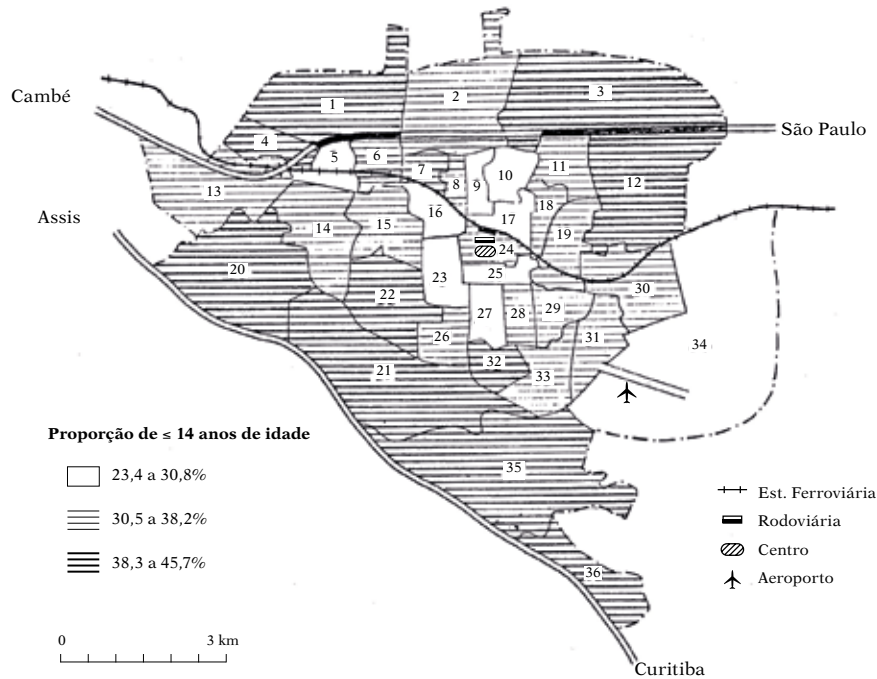 Cambé
São Paulo
Assis
Curitiba
1
2
3
4
5
6
7
8
9
10
11
12
13
14
15
16
17
18
19
20
21
22
23
24
25
26
27
28
29
30
31
32
33
34
35
36
Proporção de ≤ 14 anos de idade
23,4 a 30,8%
30,5 a 38,2%
38,3 a 45,7%
Est. Ferroviária
Rodoviária
Centro
Aeroporto
0 3 km